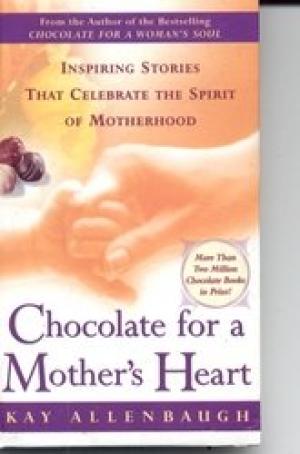 From the Author of the Bestselling
CHOCOLATE FOR A WOMAN'S SOUL
INSPIRING STORIES
THAT CELEBRATE THE SPIRIT
OF MOTHERHOOD
More Than
Two Million
Chocolate Books
in Print!
Chocolate for a
Mother's Heart
KAY ALLENBAUGH